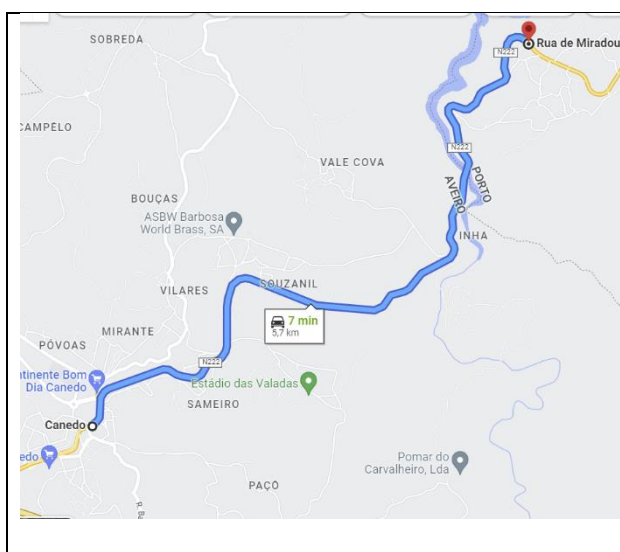 SOBREDA
N222
Rua de Miradou
CAMPÊLO
VALE COVA
N222
PORTO
AVEIRO
BOUÇAS
ASBW Barbosa
World Brass, SA
INHA
SOUZANIL
VILARES
7 min
5,7 km
MIRANTE
PÓVOAS
N222
ntinente Bom
Dia Canedo
Estádio das Valadas
SAMEIRO
Canedo
edo
Pomar do
Carvalheiro, Lda
PAÇÔ